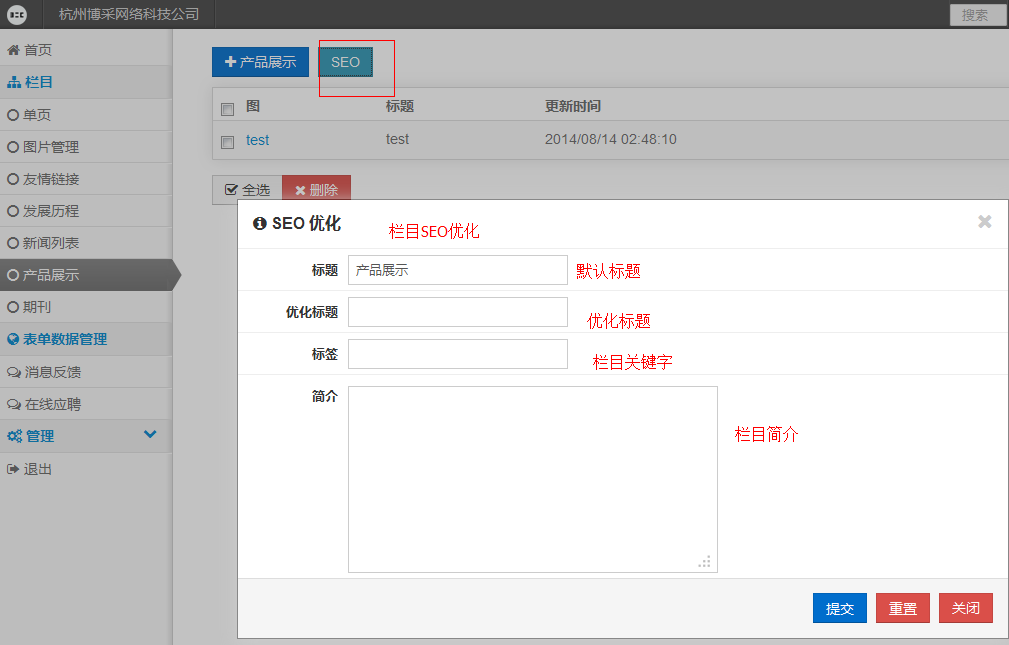 杭州博采网络科技公司
搜索
首页
栏目
单页
图片管理
友情链接
发展历程
新闻列表
产品展示
期刊
表单数据管理
消息反馈
在线应聘
管理
退出
产品展示 SEO
图 标题 更新时间
test test 2014/08/14 02:48:10
全选 删除
SEO 优化 栏目SEO优化
标题 产品展示 默认标题
优化标题 优化标题
标签 栏目关键字
简介 栏目简介
提交 重置 关闭